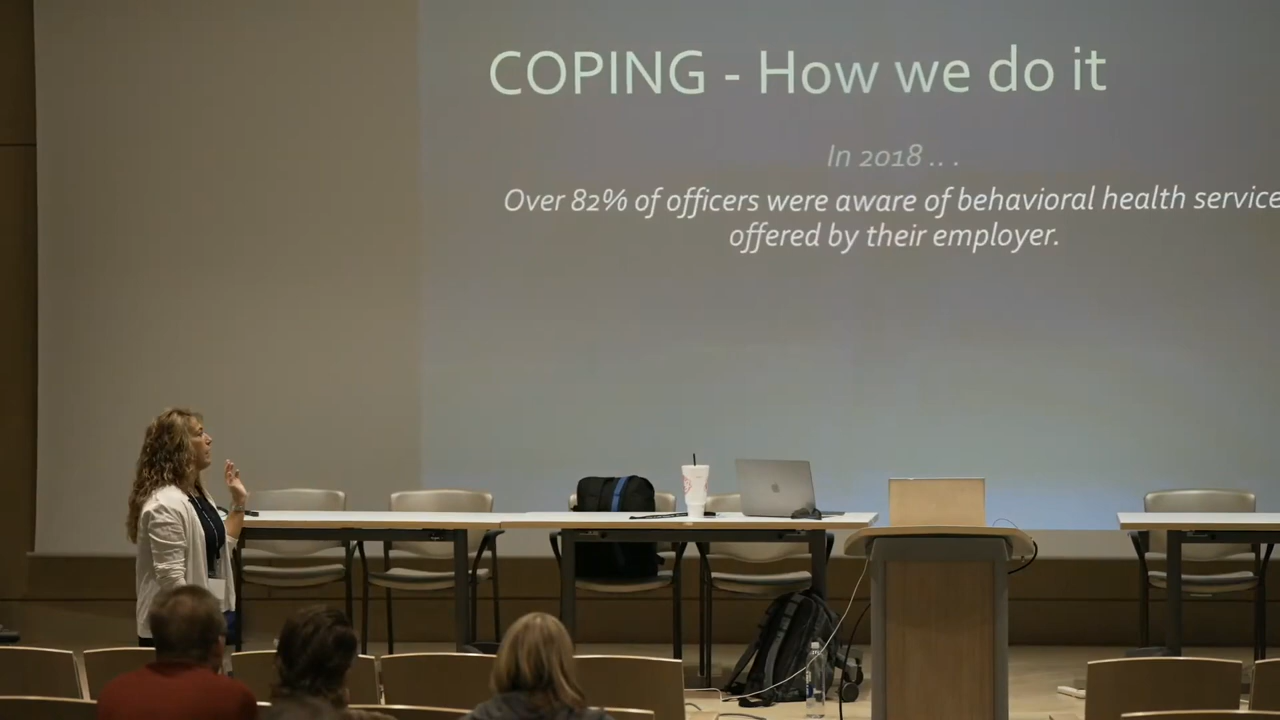 COPING - How we do it
In 2018 .. .
Over 82% of officers were aware of behavioral health service
offered by their employer.